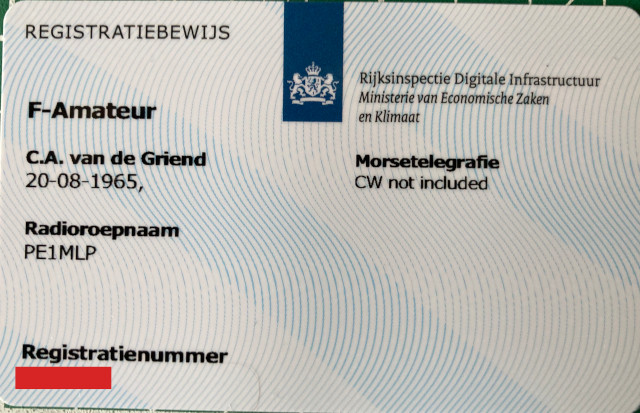 REGISTRATIEBEWIJS
Rijksinspectie Digitale Infrastructuur
Ministerie van Economische Zaken
en Klimaat
F-Amateur
C.A. van de Griend
20-08-1965,
Morsetelegrafie
CW not included
Radioroepnaam
PE1MLP
Registratienummer